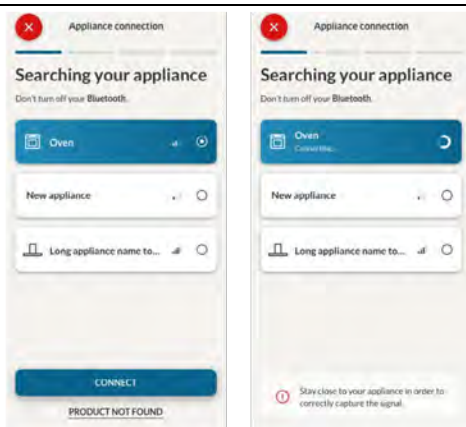 Appliance connection
Searching your appliance
Don't turn off your Bluetooth.
Oven
New appliance
Long appliance name to...
CONNECT
PRODUCT NOT FOUND
Appliance connection
Searching your appliance
Don't turn off your Bluetooth.
Oven
Connecting...
New appliance
Long appliance name to...
Stay close to your appliance in order to
correctly capture the signal.